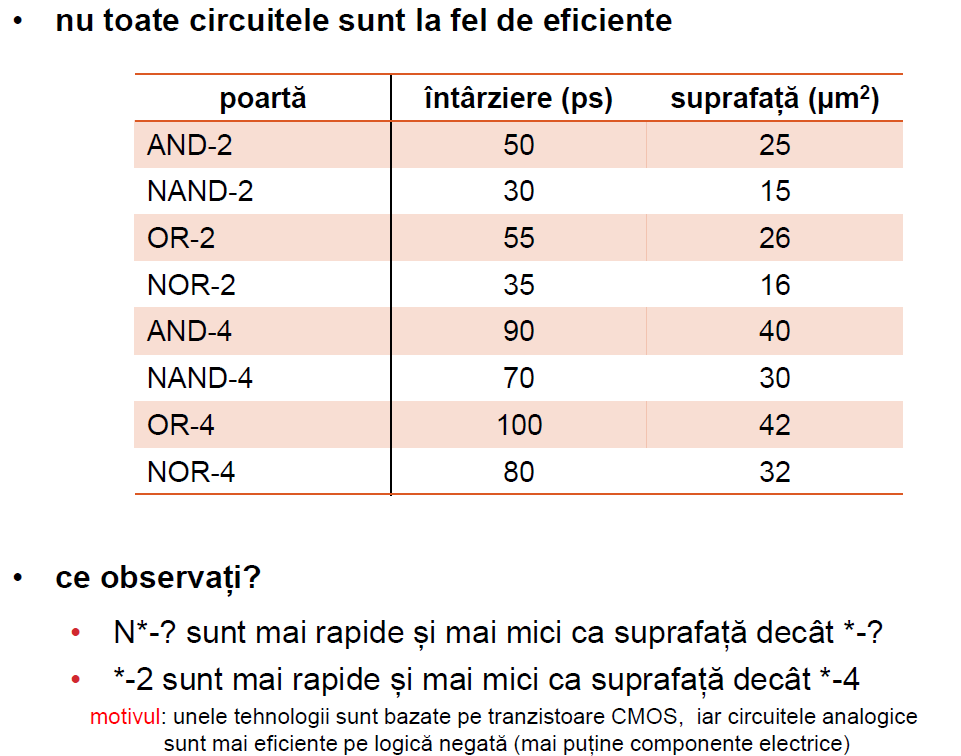 • nu toate circuitele sunt la fel de eficiente
poartă întârziere (ps) suprafață (µm²)
AND-2 50 25
NAND-2 30 15
OR-2 55 26
NOR-2 35 16
AND-4 90 40
NAND-4 70 30
OR-4 100 42
NOR-4 80 32
• ce observați?
• N*-? sunt mai rapide și mai mici ca suprafață decât *-?
• *-2 sunt mai rapide și mai mici ca suprafață decât *-4
motivul: unele tehnologii sunt bazate pe tranzistoare CMOS, iar circuitele analogice
sunt mai eficiente pe logică negată (mai puține componente electrice)